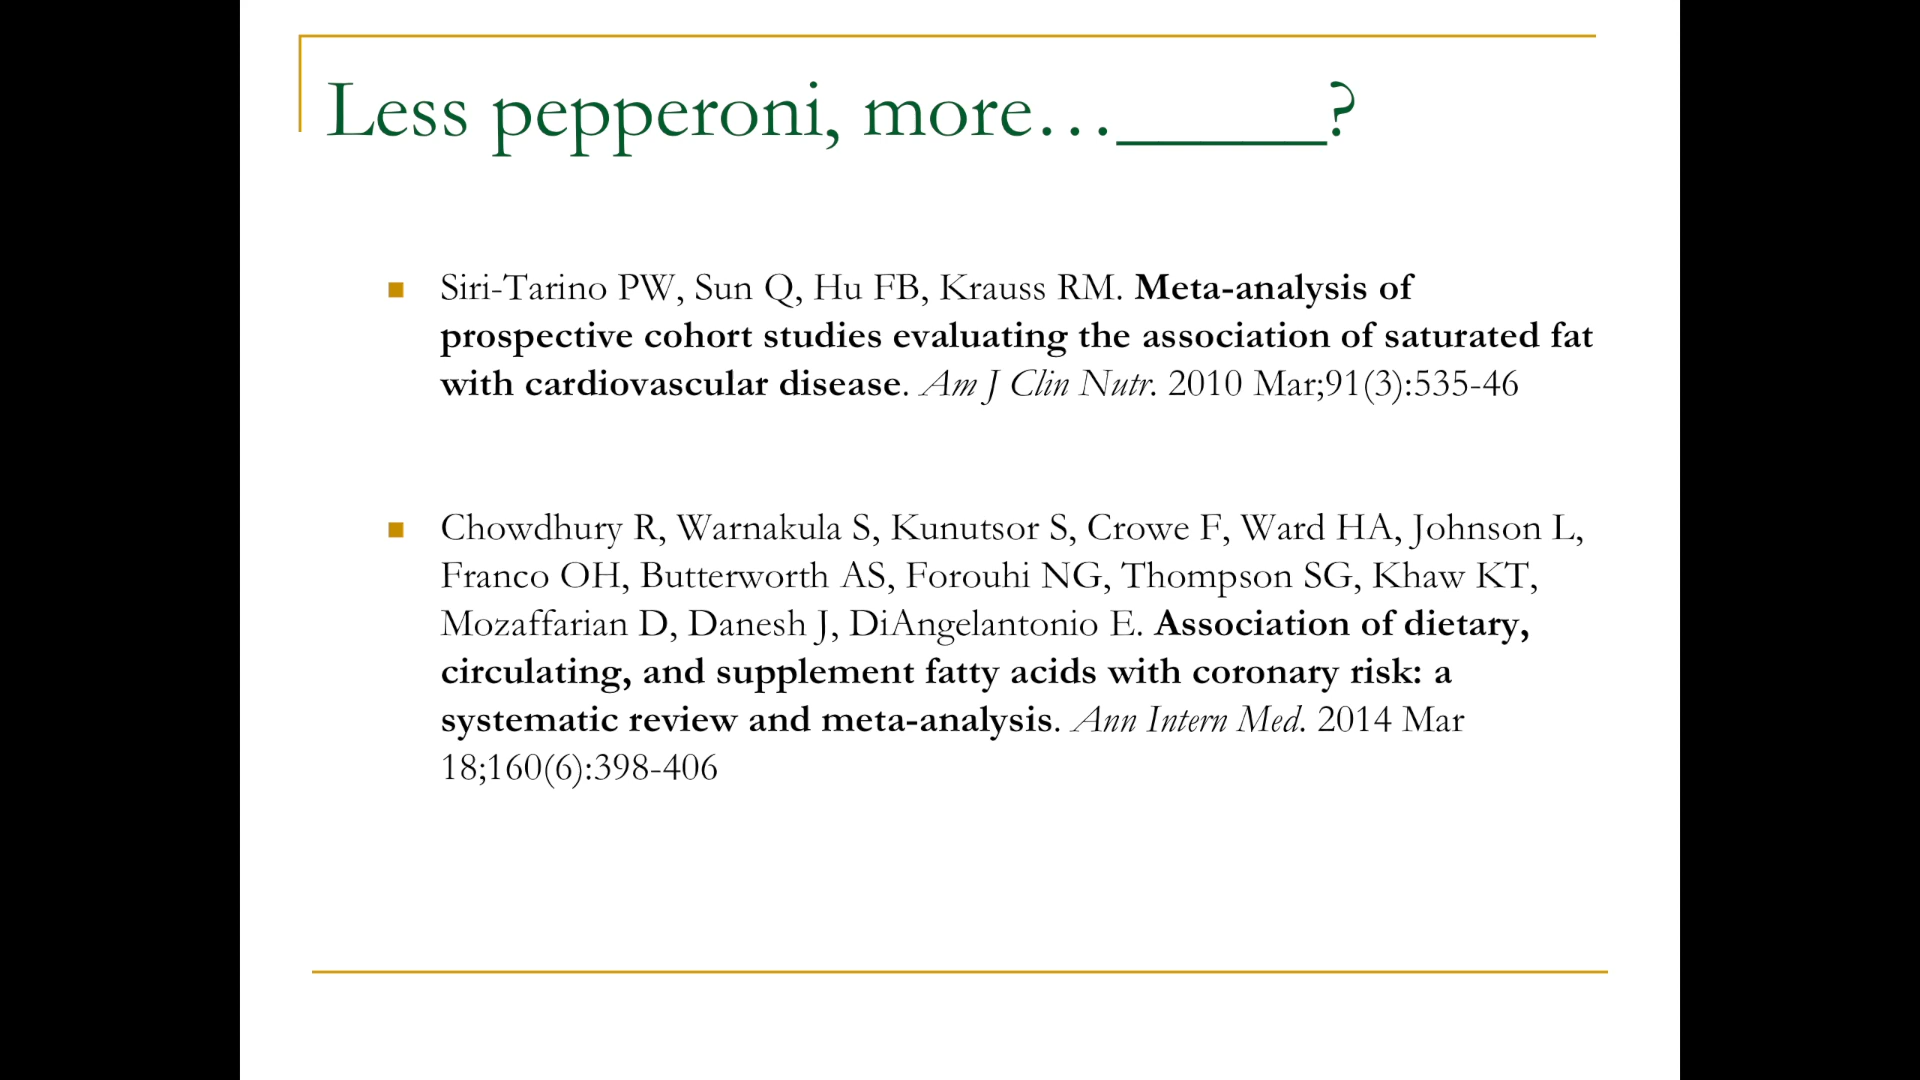 Less pepperoni, more…______?
Siri-Tarino PW, Sun Q, Hu FB, Krauss RM. Meta-analysis of
prospective cohort studies evaluating the association of saturated fat
with cardiovascular disease. Am J Clin Nutr. 2010 Mar;91(3):535-46
Chowdhury R, Warnakula S, Kunutsor S, Crowe F, Ward HA, Johnson L,
Franco OH, Butterworth AS, Forouhi NG, Thompson SG, Khaw KT,
Mozaffarian D, Danesh J, DiAngelantonio E. Association of dietary,
circulating, and supplement fatty acids with coronary risk: a
systematic review and meta-analysis. Ann Intern Med. 2014 Mar
18;160(6):398-406